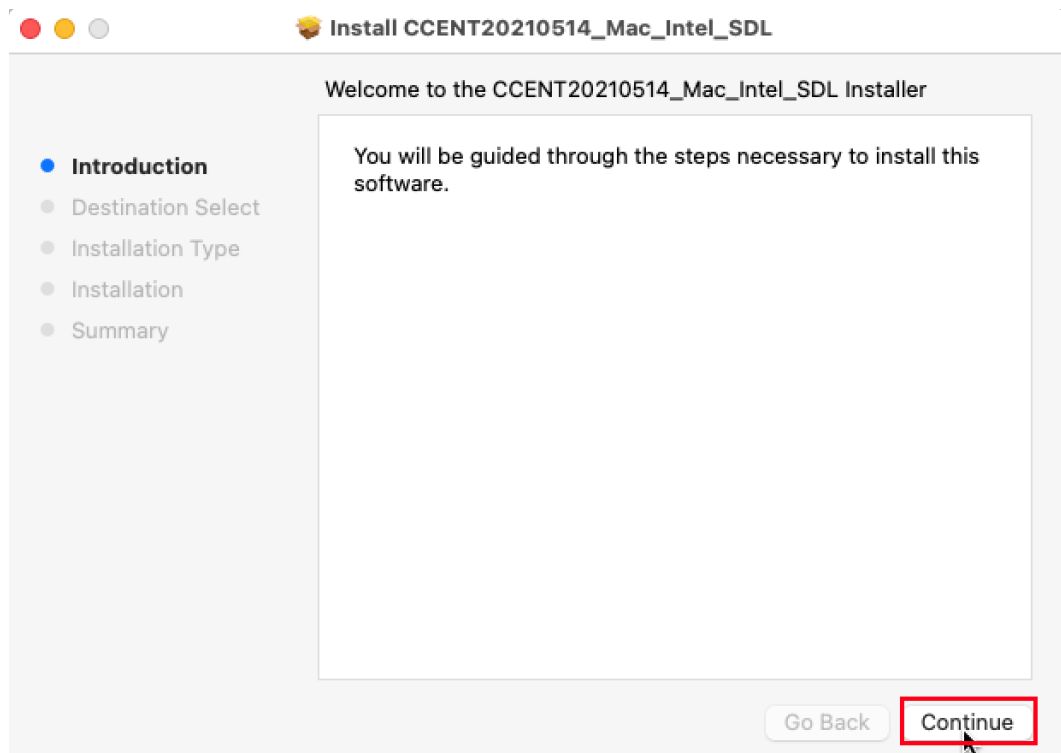 Install CCENT20210514_Mac_Intel_SDL
Welcome to the CCENT20210514_Mac_Intel_SDL Installer
Introduction
Destination Select
Installation Type
Installation
Summary
You will be guided through the steps necessary to install this
software.
Go Back
Continue